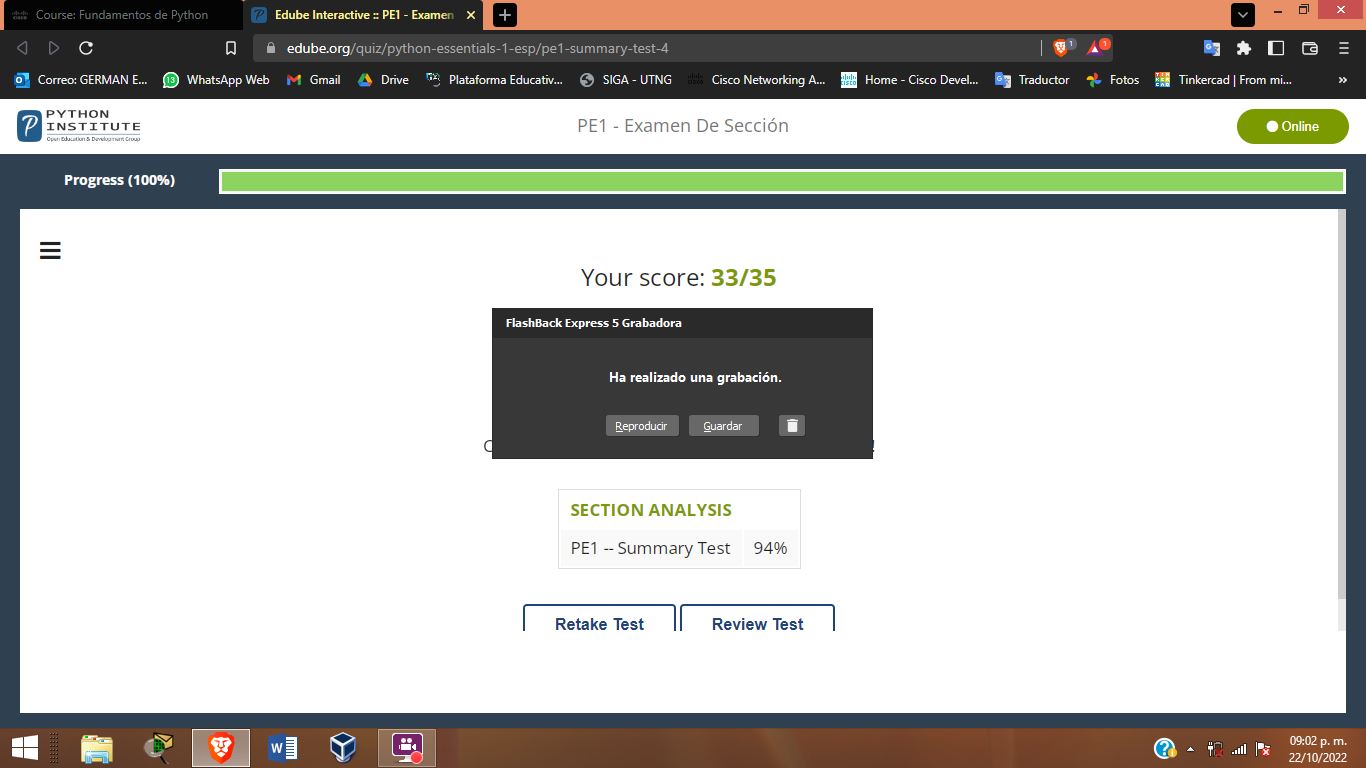 Course: Fundamentos de Python
Edube Interactive :: PE1 - Examen
edube.org/quiz/python-essentials-1-esp/pe1-summary-test-4
1
1
Correo: GERMAN E...
13
WhatsApp Web
Gmail
Drive
Plataforma Educativ...
SIGA - UTNG
Cisco Networking A...
Home - Cisco Devel...
Traductor
Fotos
Tinkercad | From mi...
»
PYTHON
INSTITUTE
Open Education & Development Group
PE1 - Examen De Sección
Online
Progress (100%)
Your score: 33/35
FlashBack Express 5 Grabadora
Ha realizado una grabación.
Reproducir
Guardar
SECTION ANALYSIS
PE1 -- Summary Test 94%
Retake Test
Review Test
09:02 p. m.
22/10/2022